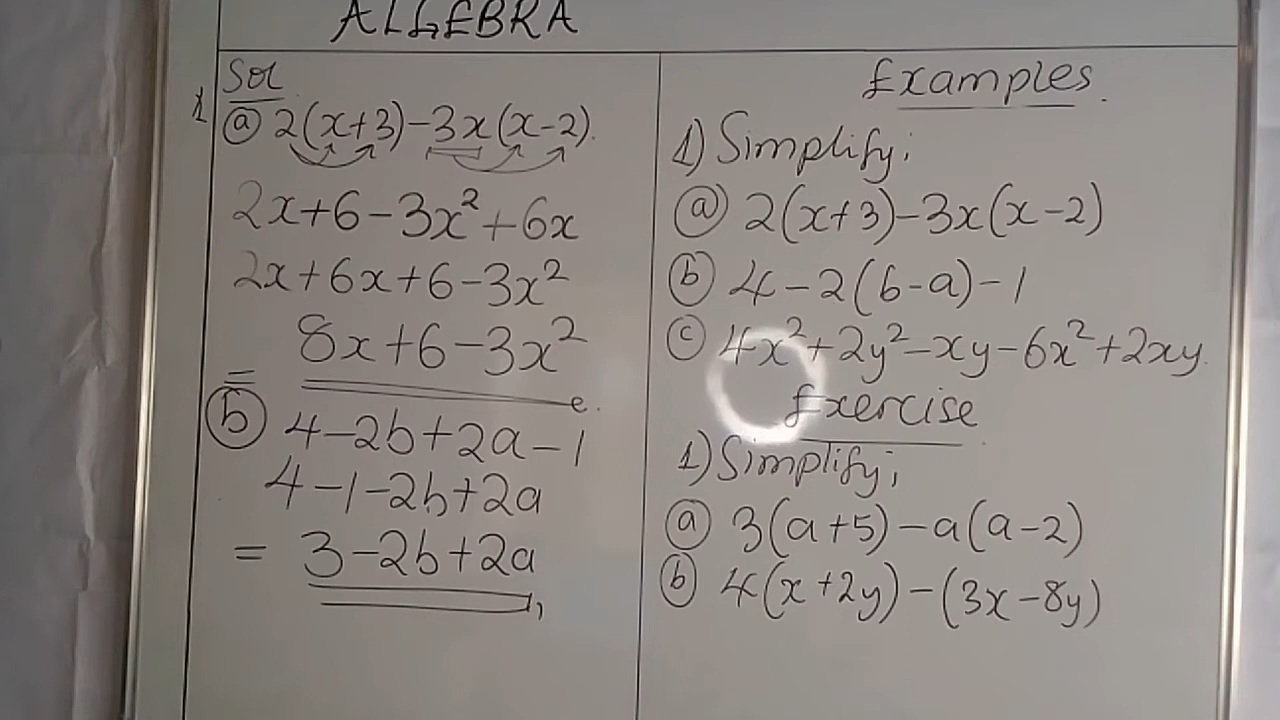 ALGEBRA
Sol
1 (a) 2(x+3)-3x(x-2).
2x+6-3x²+6x
2x+6x+6-3x²
= 8x+6-3x²
(b) 4-2b+2a-1
4-1-2b+2a
= 3-2b+2a
Examples.
1) Simplify;
(a) 2(x+3)-3x(x-2)
(b) 4-2(b-a)-1
(c) 4x²+2y²-xy-6x²+2xy.
Exercise
1) Simplify;
(a) 3(a+5)-a(a-2)
(b) 4(x+2y)-(3x-8y)